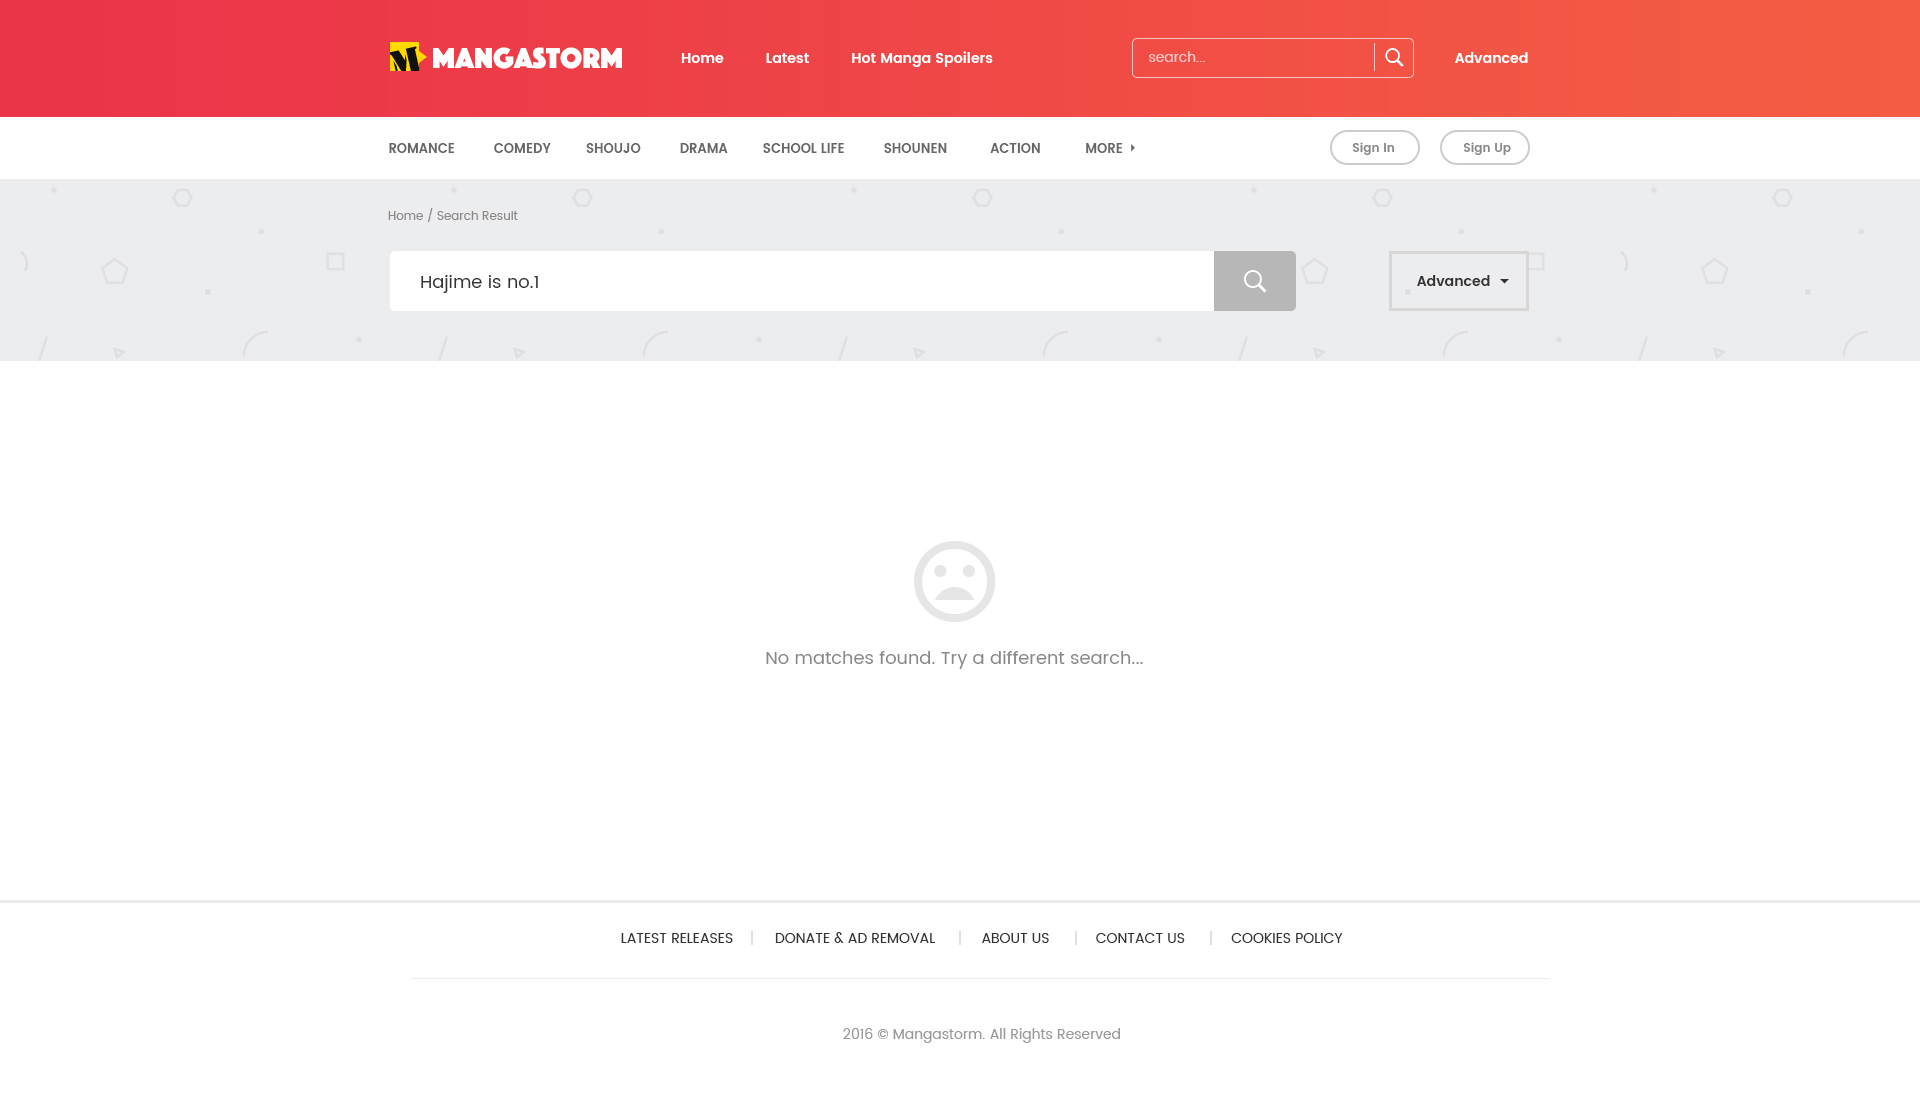 MANGASTORM Home Latest Hot Manga Spoilers search... Advanced
ROMANCE COMEDY SHOUJO DRAMA SCHOOL LIFE SHOUNEN ACTION MORE Sign In Sign Up
Home / Search Result
Hajime is no.1 Advanced
No matches found. Try a different search...
LATEST RELEASES DONATE & AD REMOVAL ABOUT US CONTACT US COOKIES POLICY
2016 © Mangastorm. All Rights Reserved